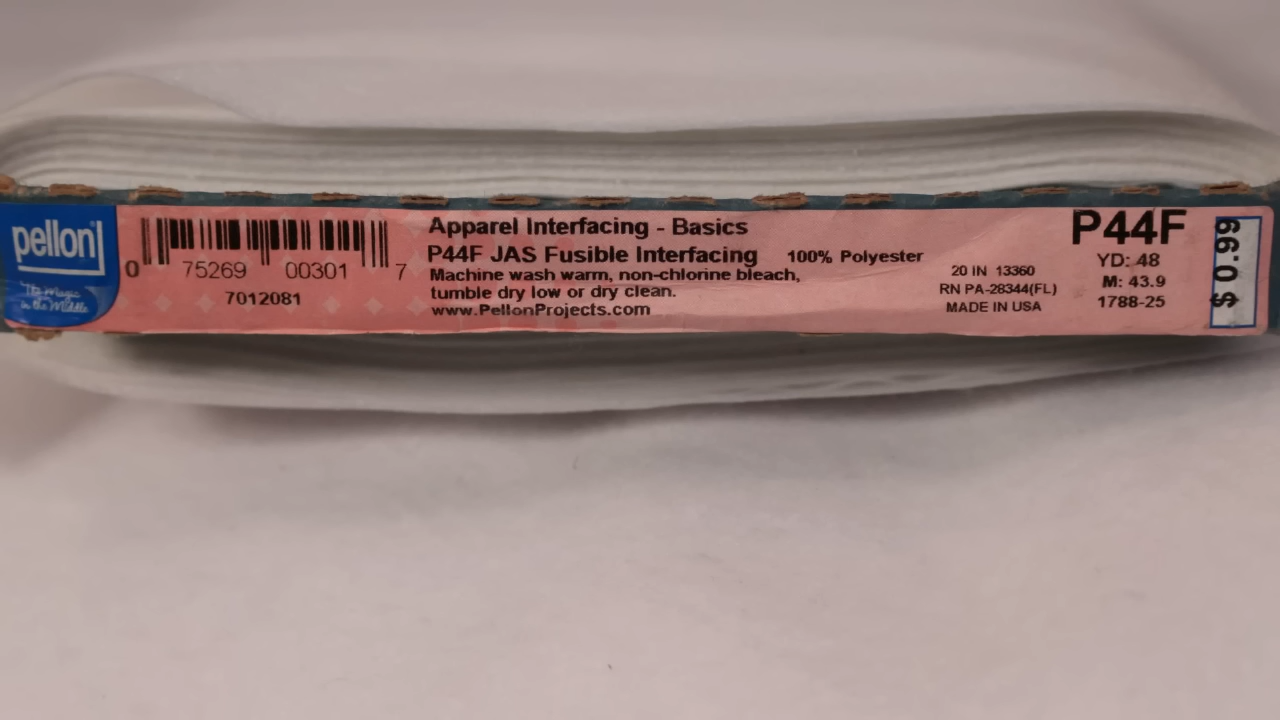 pellon
The Magic
in the Middle
0 75269 00301 7
7012081
Apparel Interfacing - Basics
P44F JAS Fusible Interfacing 100% Polyester
Machine wash warm, non-chlorine bleach,
tumble dry low or dry clean.
www.PellonProjects.com
20 IN 13360
RN PA-28344(FL)
MADE IN USA
P44F
YD: 48
M: 43.9
1788-25
$ 0.99